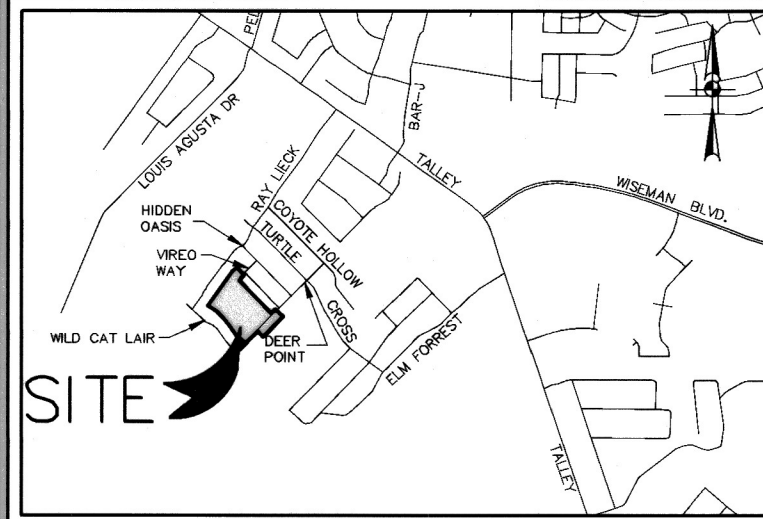 LOUIS AGUSTA DR
BAR-J
TALLEY
WISEMAN BLVD.
RAY LIECK
HIDDEN
OASIS
COYOTE HOLLOW
TURTLE
CROSS
VIREO
WAY
WILD CAT LAIR
DEER
POINT
ELM FORREST
SITE
TALLEY